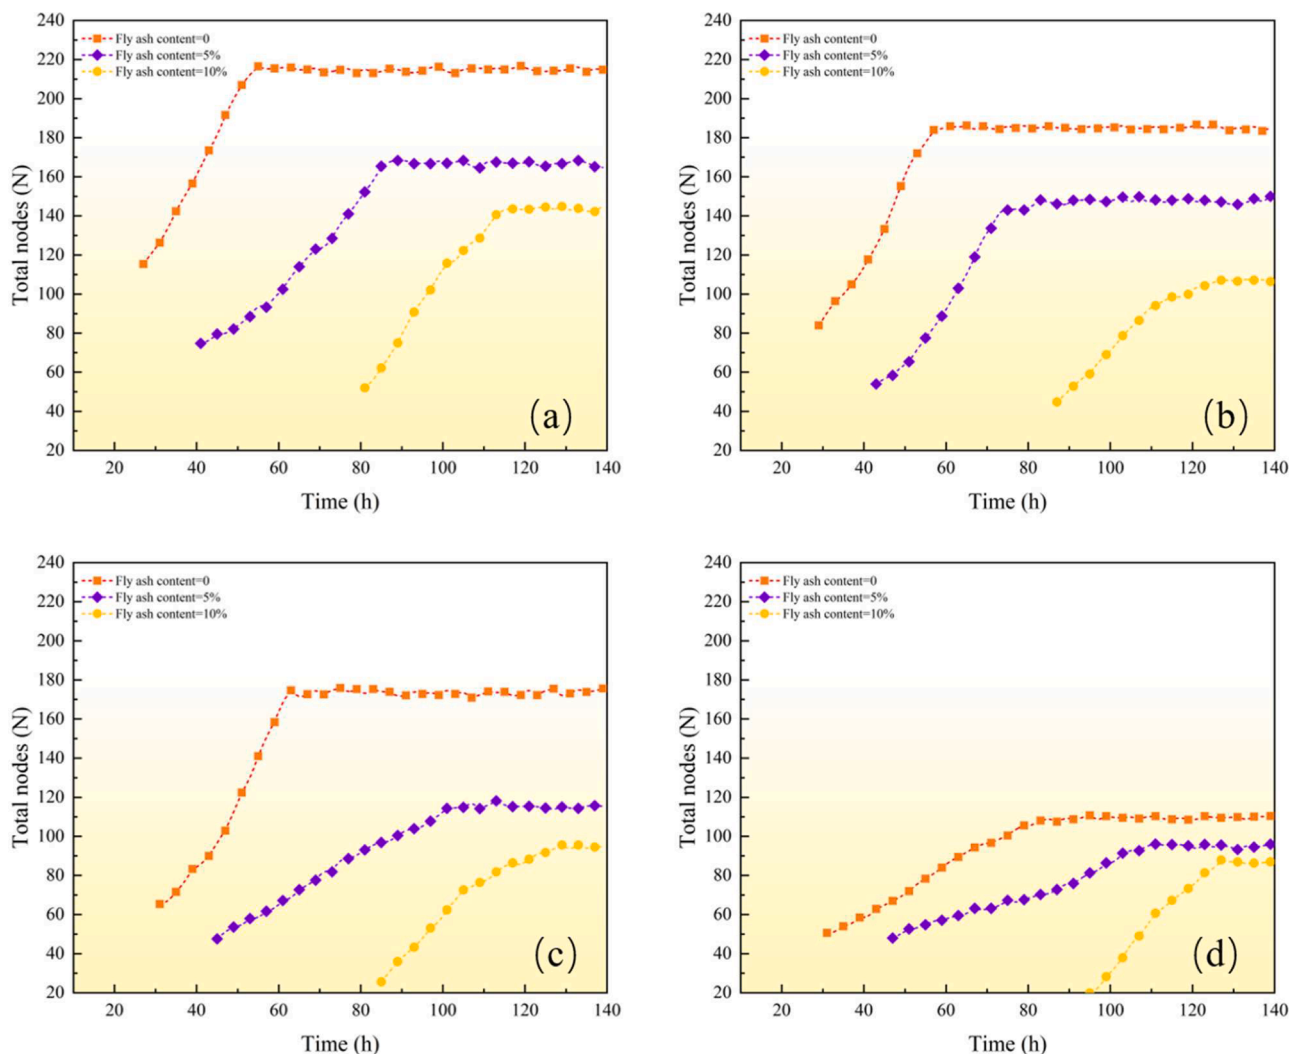 240
220
200
180
160
140
120
100
80
60
40
20
Total nodes (N)
Fly ash content=0
Fly ash content=5%
Fly ash content=10%
(a)
20 40 60 80 100 120 140
Time (h)
240
220
200
180
160
140
120
100
80
60
40
20
Total nodes (N)
Fly ash content=0
Fly ash content=5%
Fly ash content=10%
(b)
20 40 60 80 100 120 140
Time (h)
240
220
200
180
160
140
120
100
80
60
40
20
Total nodes (N)
Fly ash content=0
Fly ash content=5%
Fly ash content=10%
(c)
20 40 60 80 100 120 140
Time (h)
240
220
200
180
160
140
120
100
80
60
40
20
Total nodes (N)
Fly ash content=0
Fly ash content=5%
Fly ash content=10%
(d)
20 40 60 80 100 120 140
Time (h)